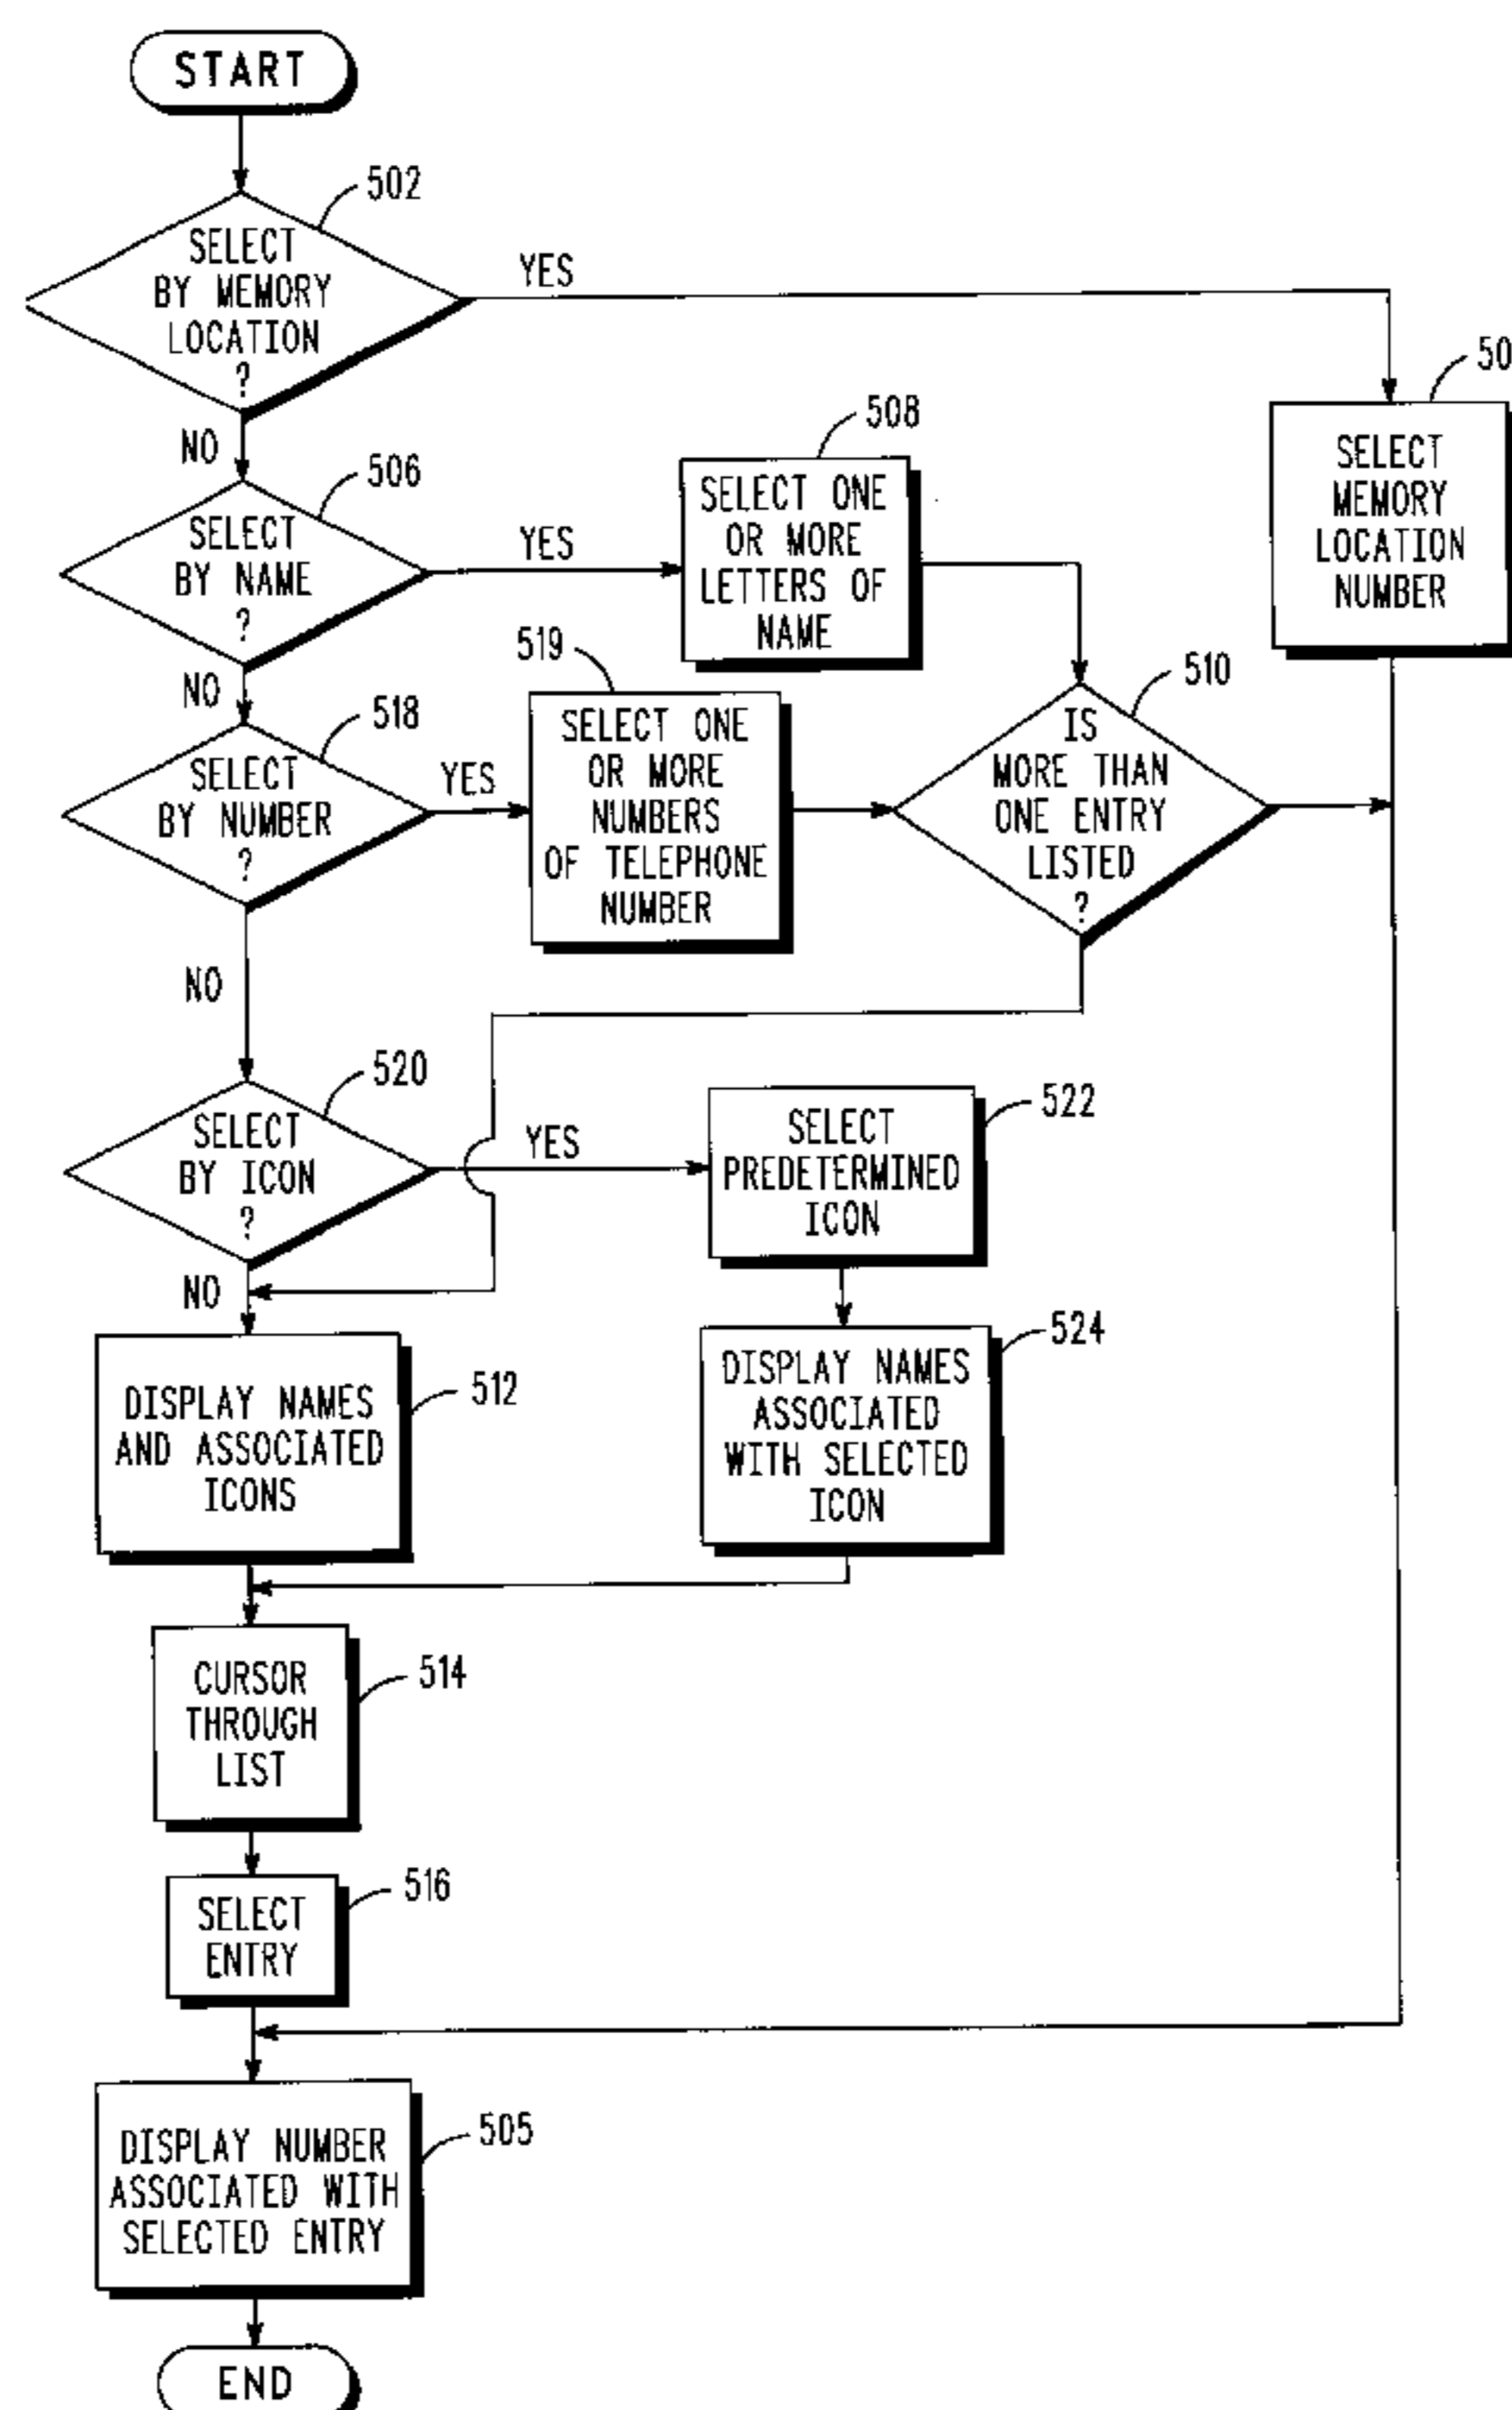 START
502
SELECT
BY MEMORY
LOCATION
?
YES
NO
50
SELECT
MEMORY
LOCATION
NUMBER
506
SELECT
BY NAME
?
YES
NO
508
SELECT ONE
OR MORE
LETTERS OF
NAME
518
SELECT
BY NUMBER
?
YES
NO
519
SELECT ONE
OR MORE
NUMBERS
OF TELEPHONE
NUMBER
510
IS
MORE THAN
ONE ENTRY
LISTED
?
520
SELECT
BY ICON
?
YES
NO
522
SELECT
PREDETERMINED
ICON
524
DISPLAY NAMES
ASSOCIATED
WITH SELECTED
ICON
512
DISPLAY NAMES
AND ASSOCIATED
ICONS
514
CURSOR
THROUGH
LIST
516
SELECT
ENTRY
505
DISPLAY NUMBER
ASSOCIATED WITH
SELECTED ENTRY
END